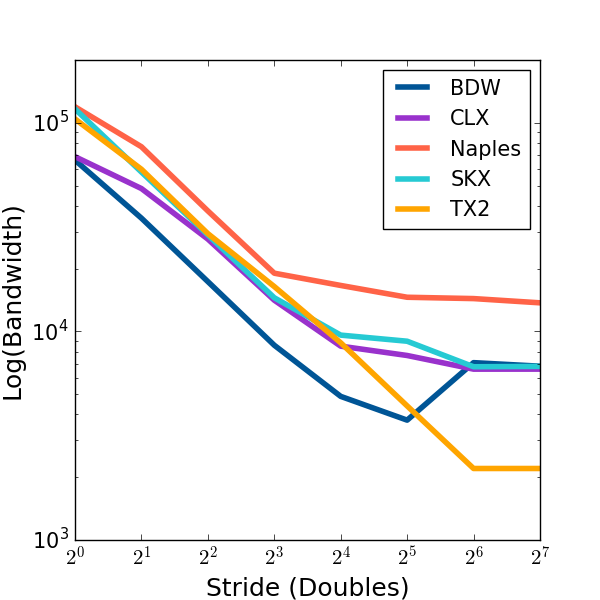 BDW
CLX
Naples
SKX
TX2
10^5
10^4
10^3
Log(Bandwidth)
2^0 2^1 2^2 2^3 2^4 2^5 2^6 2^7
Stride (Doubles)